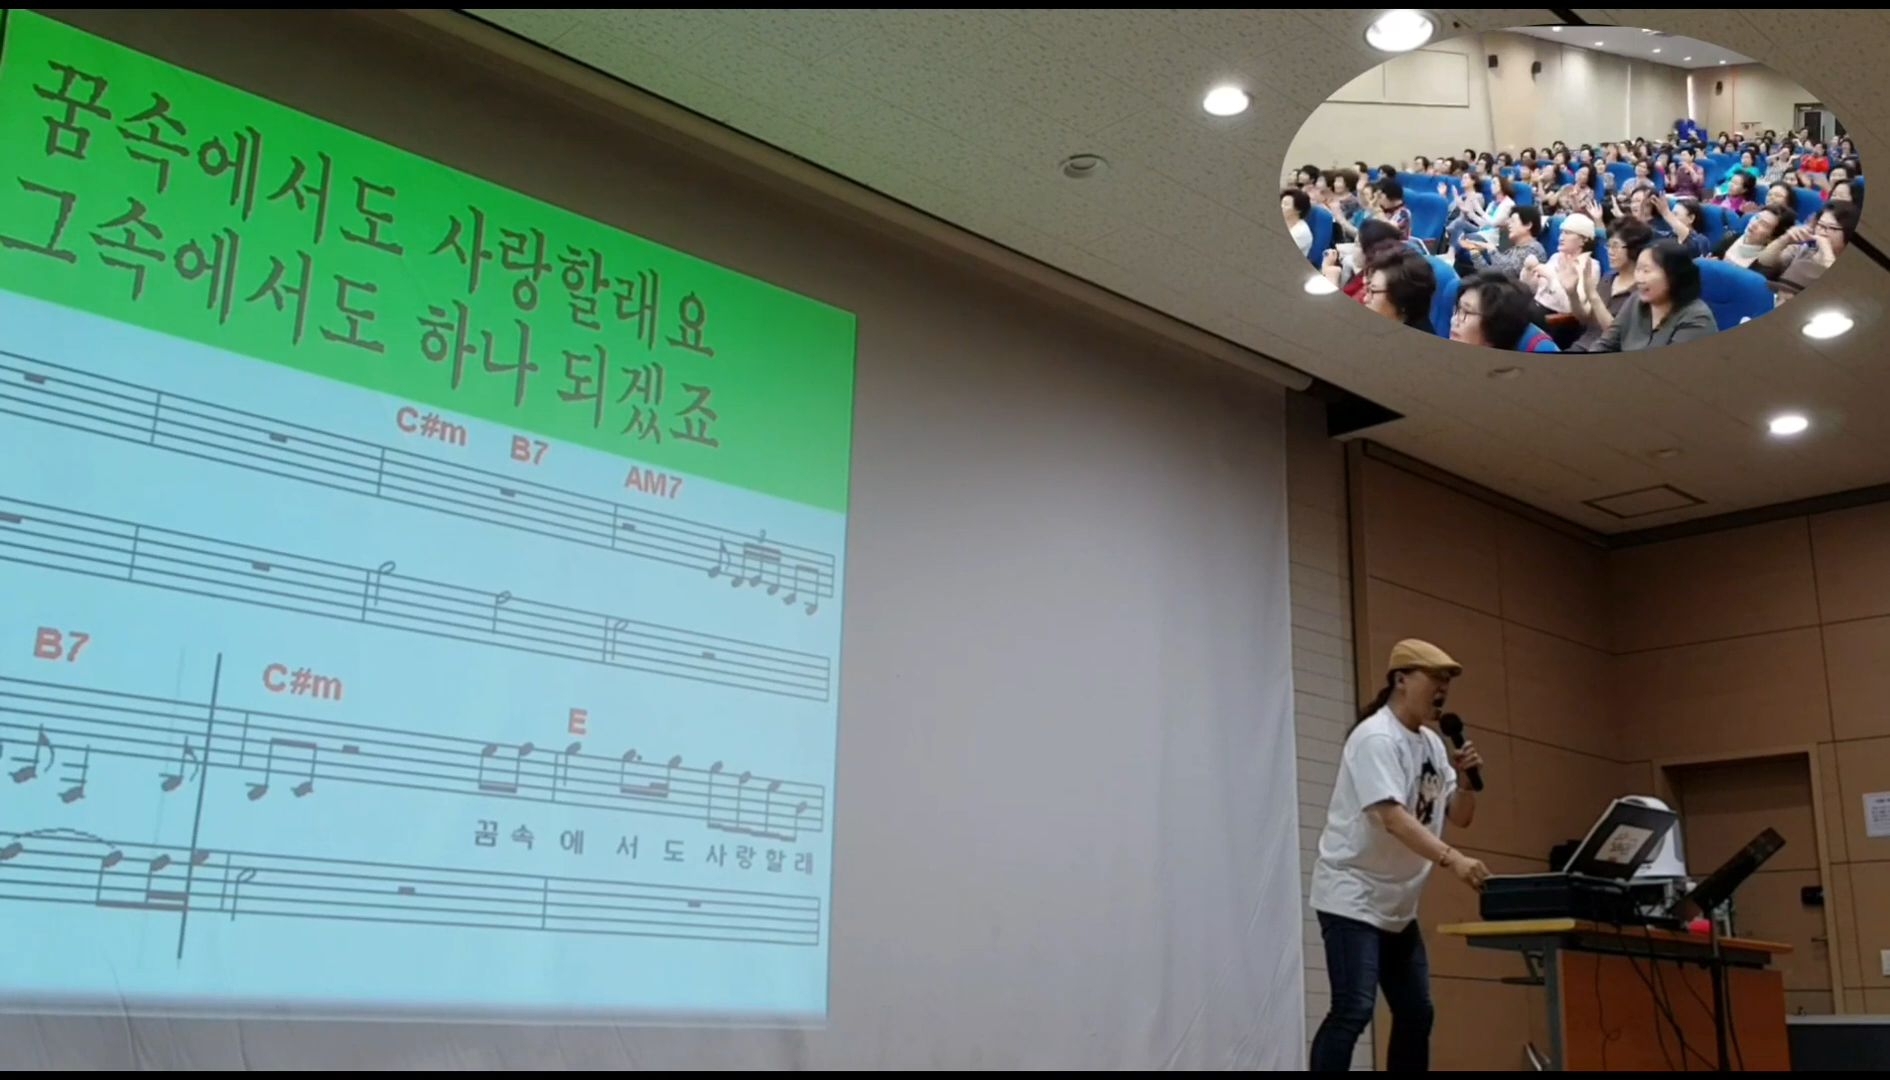 꿈속에서도 사랑할래요
그속에서도 하나 되겠죠
C#m B7 AM7
3
B7 C#m E
꿈 속 에 서 도 사 랑 할 래